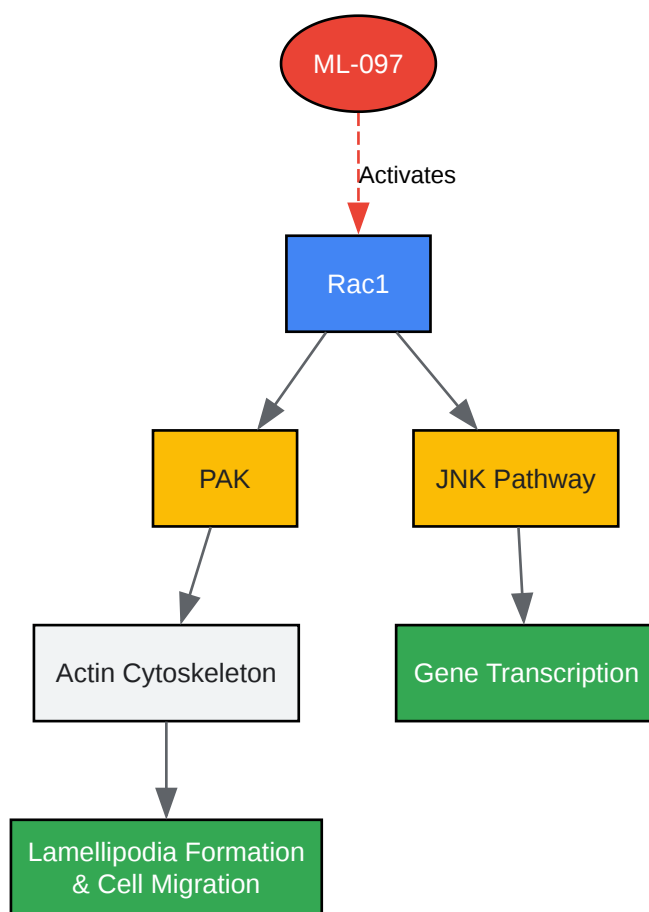 ML-097
Activates
Rac1
PAK
JNK Pathway
Actin Cytoskeleton
Gene Transcription
Lamellipodia Formation
& Cell Migration